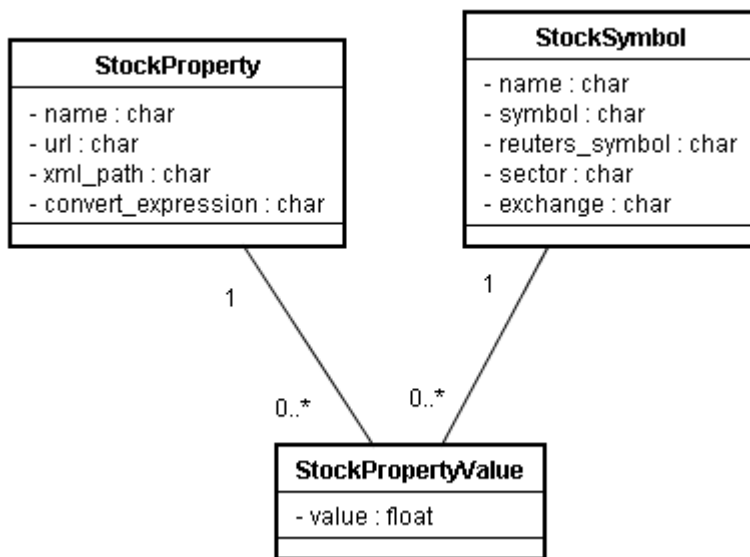 StockProperty
- name : char
- url : char
- xml_path : char
- convert_expression : char
StockSymbol
- name : char
- symbol : char
- reuters_symbol : char
- sector : char
- exchange : char
1
1
0..*
0..*
StockPropertyValue
- value : float